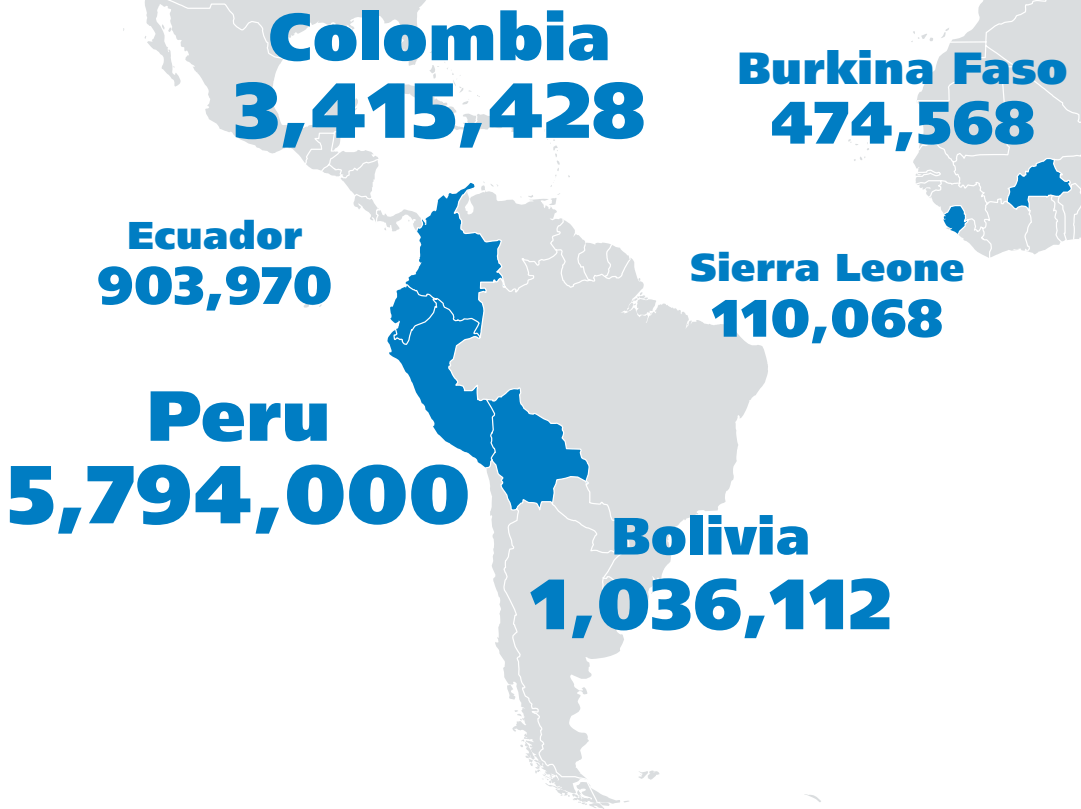 Colombia
3,415,428
Burkina Faso
474,568
Ecuador
903,970
Sierra Leone
110,068
Peru
5,794,000
Bolivia
1,036,112